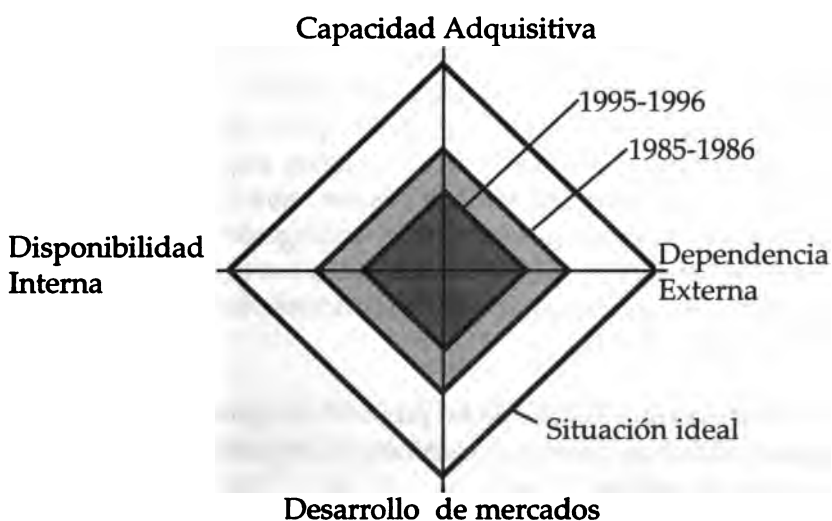 Capacidad Adquisitiva
1995-1996
1985-1986
Disponibilidad
Interna
Dependencia
Externa
Situación ideal
Desarrollo de mercados